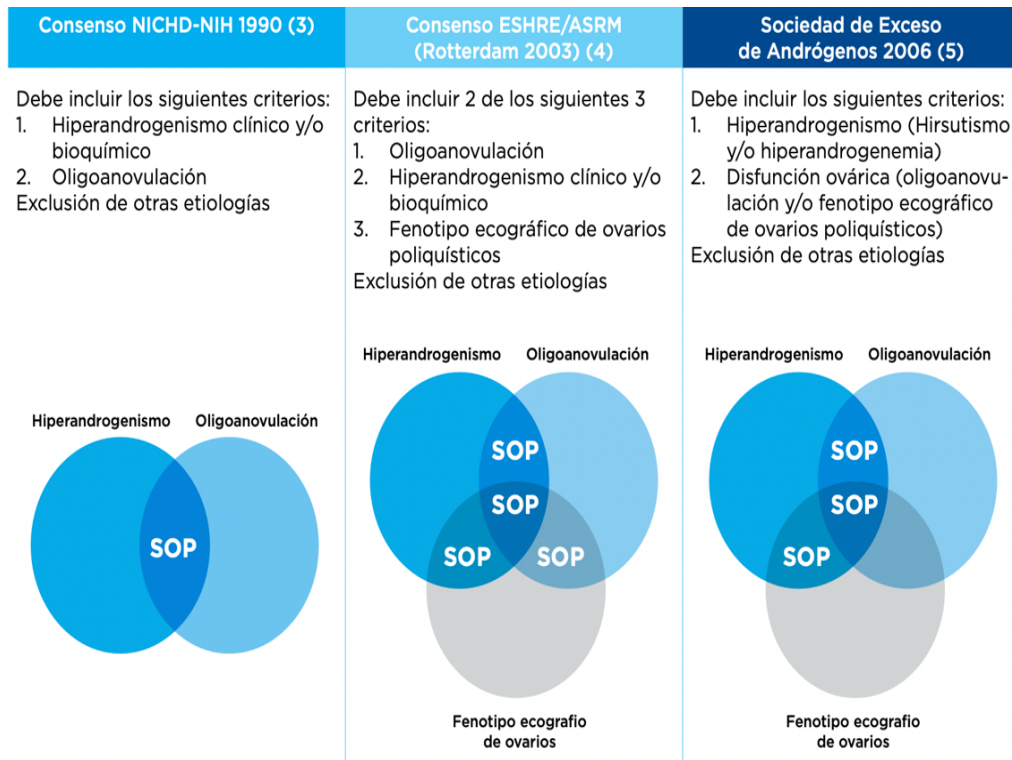 Consenso NICHD-NIH 1990 (3)
Debe incluir los siguientes criterios:
1. Hiperandrogenismo clínico y/o
bioquímico
2. Oligoanovulación
Exclusión de otras etiologías
Hiperandrogenismo
Oligoanovulación
SOP
Consenso ESHRE/ASRM
(Rotterdam 2003) (4)
Debe incluir 2 de los siguientes 3
criterios:
1. Oligoanovulación
2. Hiperandrogenismo clínico y/o
bioquímico
3. Fenotipo ecográfico de ovarios
poliquísticos
Exclusión de otras etiologías
Hiperandrogenismo
Oligoanovulación
SOP
SOP
SOP
SOP
Fenotipo ecografio
de ovarios
Sociedad de Exceso
de Andrógenos 2006 (5)
Debe incluir los siguientes criterios:
1. Hiperandrogenismo (Hirsutismo
y/o hiperandrogenemia)
2. Disfunción ovárica (oligoanovu-
lación y/o fenotipo ecográfico
de ovarios poliquísticos)
Exclusión de otras etiologías
Hiperandrogenismo
Oligoanovulación
SOP
SOP
SOP
Fenotipo ecografio
de ovarios